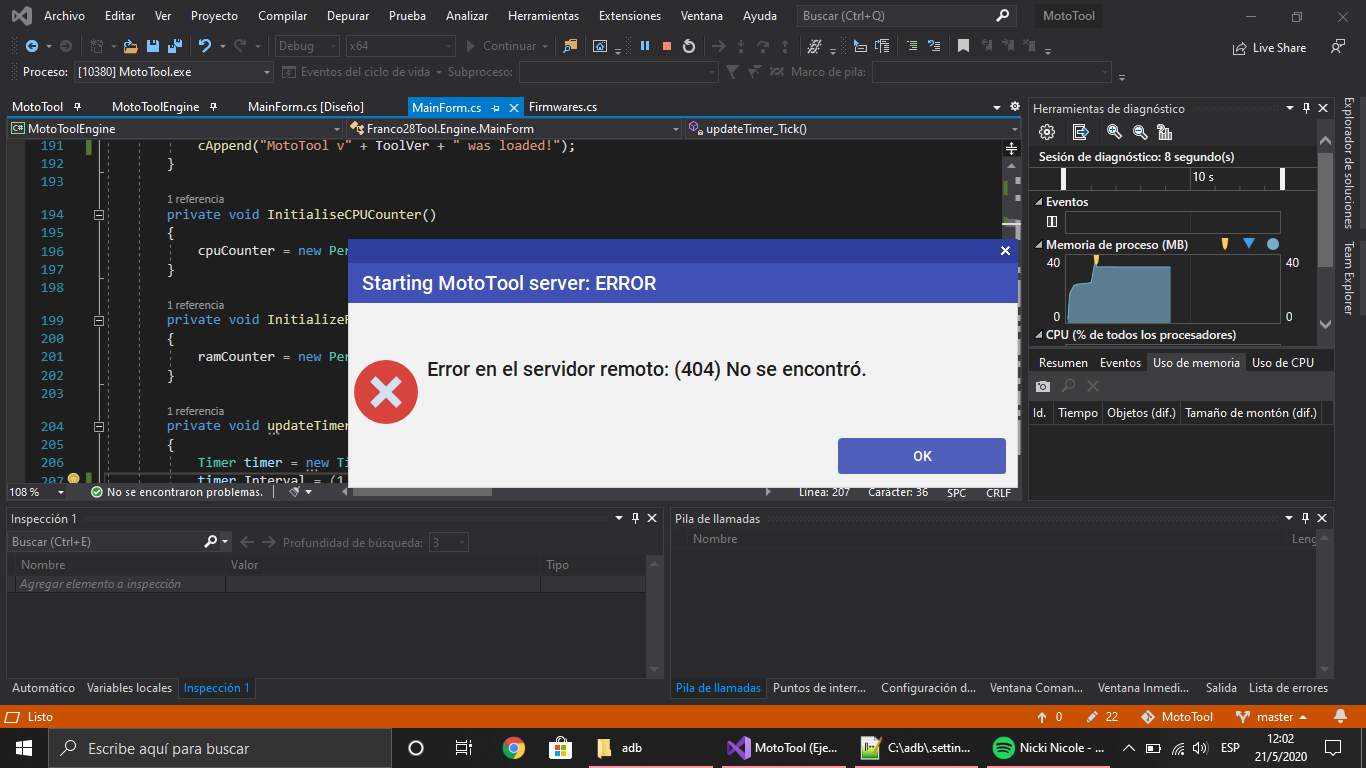 Archivo Editar Ver Proyecto Compilar Depurar Prueba Analizar Herramientas Extensiones Ventana Ayuda Buscar (Ctrl+Q) MotoTool
Debug x64 Continuar Live Share
Proceso: [10380] MotoTool.exe Eventos del ciclo de vida Subproceso: Marco de pila:
MotoTool MotoToolEngine MainForm.cs [Diseño] MainForm.cs Firmwares.cs
MotoToolEngine Franco28Tool.Engine.MainForm updateTimer_Tick()
191 cAppend("MotoTool v" + ToolVer + " was loaded!");
192 }
193
1 referencia
194 private void InitialiseCPUCounter()
195 {
196 cpuCounter = new Per
197 }
198
1 referencia
199 private void InitializeR
200 {
201 ramCounter = new Per
202 }
203
1 referencia
204 private void updateTimer
205 {
206 Timer timer = new Ti
207 timer.Interval = (1
108 % No se encontraron problemas. Línea: 207 Carácter: 36 SPC CRLF
Starting MotoTool server: ERROR
Error en el servidor remoto: (404) No se encontró.
OK
Herramientas de diagnóstico
Sesión de diagnóstico: 8 segundo(s)
10 s
Eventos
Memoria de proceso (MB)
40 40
0 0
CPU (% de todos los procesadores)
Resumen Eventos Uso de memoria Uso de CPU
Id. Tiempo Objetos (dif.) Tamaño de montón (dif.)
Explorador de soluciones
Team Explorer
Inspección 1
Buscar (Ctrl+E) Profundidad de búsqueda: 3
Nombre Valor Tipo
Agregar elemento a inspección
Automático Variables locales Inspección 1
Pila de llamadas
Nombre Leng
Pila de llamadas Puntos de interr... Configuración d... Ventana Coman... Ventana Inmedi... Salida Lista de errores
Listo 0 22 MotoTool master
Escribe aquí para buscar adb MotoTool (Eje... C:\adb\.settin... Nicki Nicole - ... ESP 12:02
21/5/2020